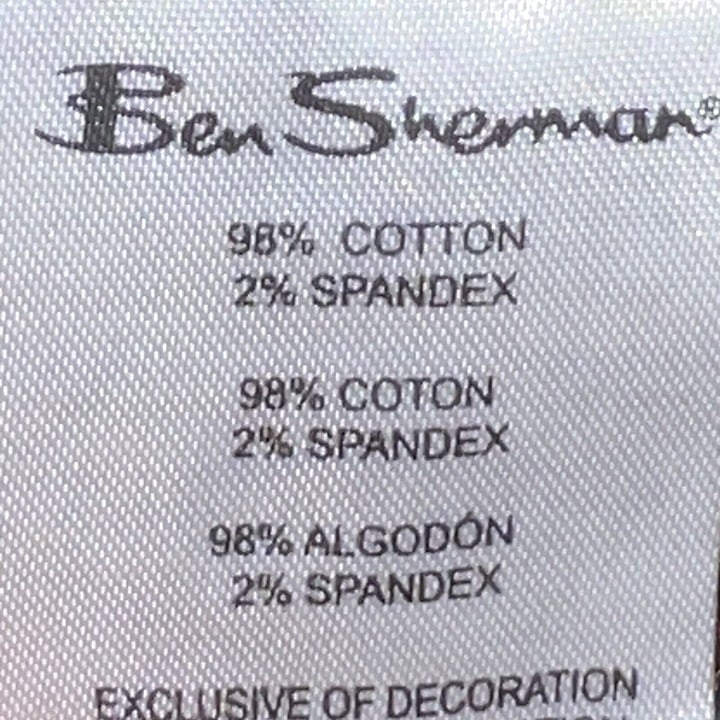 Ben Sherman®
98% COTTON
2% SPANDEX
98% COTON
2% SPANDEX
98% ALGODÓN
2% SPANDEX
EXCLUSIVE OF DECORATION